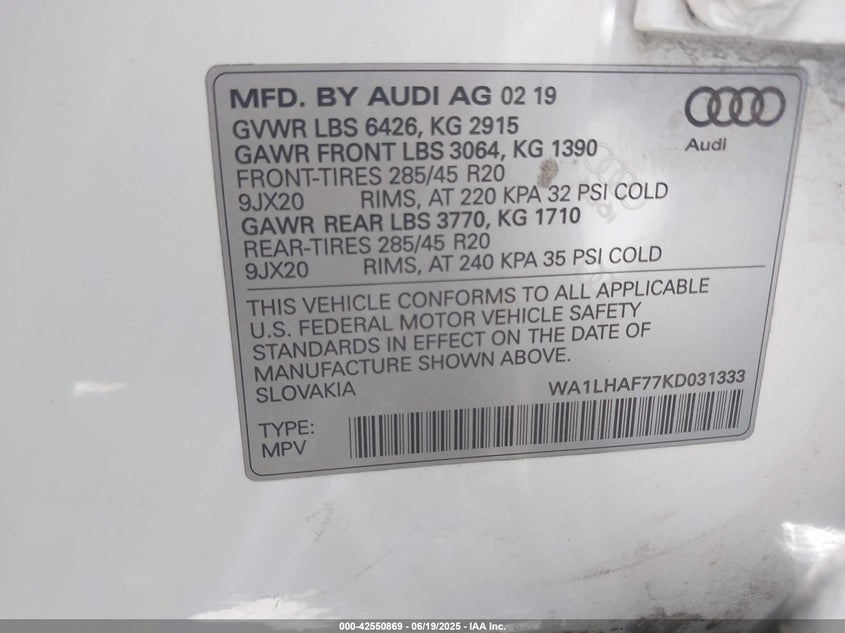 MFD. BY AUDI AG 02 19
GVWR LBS 6426, KG 2915
GAWR FRONT LBS 3064, KG 1390
FRONT-TIRES 285/45 R20
9JX20 RIMS, AT 220 KPA 32 PSI COLD
GAWR REAR LBS 3770, KG 1710
REAR-TIRES 285/45 R20
9JX20 RIMS, AT 240 KPA 35 PSI COLD
Audi
THIS VEHICLE CONFORMS TO ALL APPLICABLE
U.S. FEDERAL MOTOR VEHICLE SAFETY
STANDARDS IN EFFECT ON THE DATE OF
MANUFACTURE SHOWN ABOVE.
SLOVAKIA WA1LHAF77KD031333
TYPE:
MPV
000-42550869 - 06/19/2025 - IAA Inc.